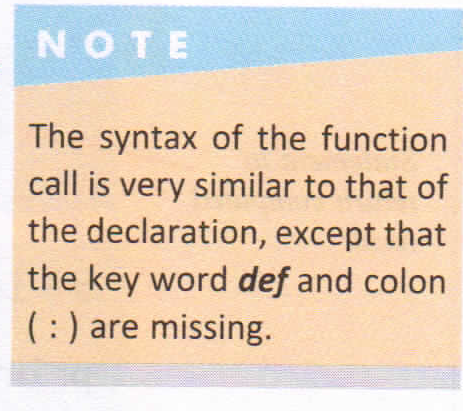 NOTE
The syntax of the function
call is very similar to that of
the declaration, except that
the key word def and colon
( : ) are missing.